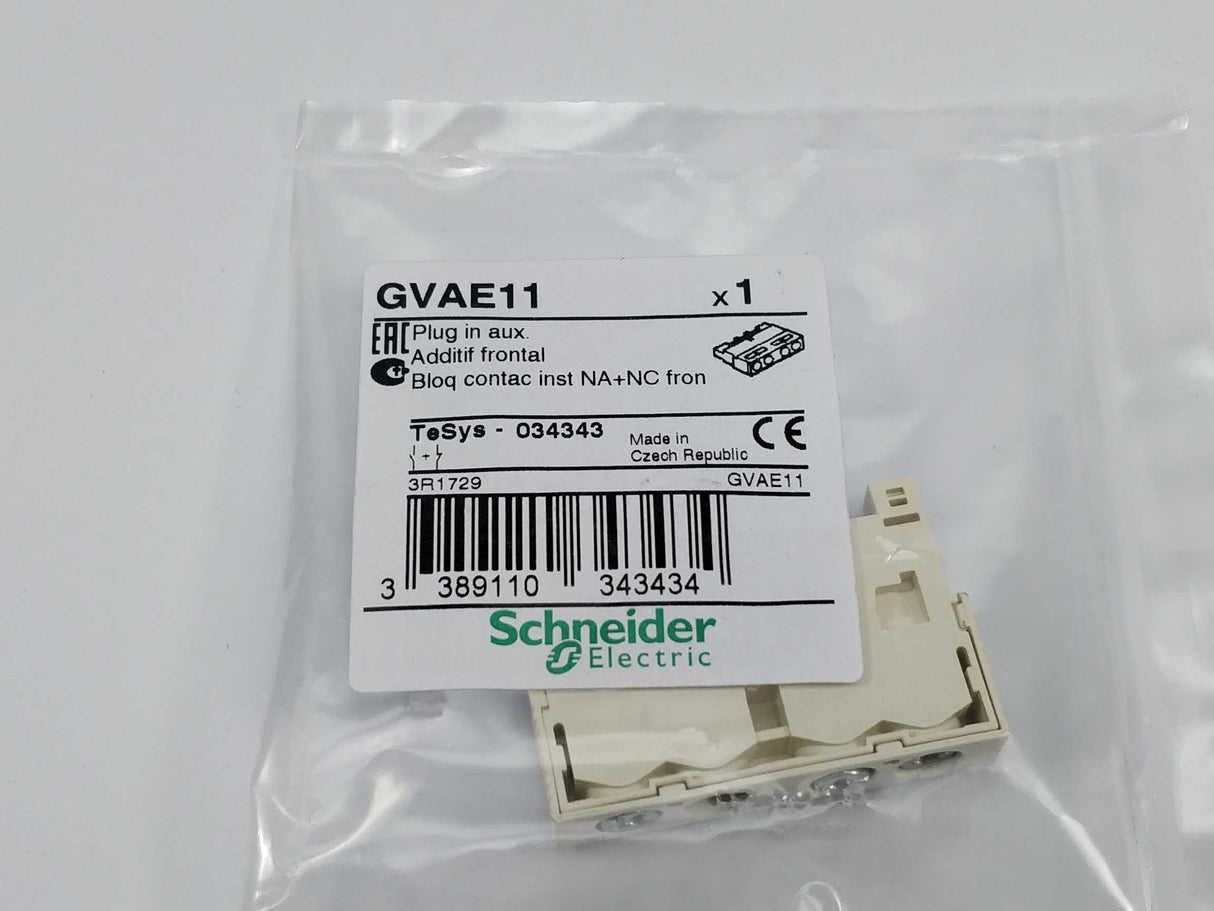 GVAE11 x 1
EAC Plug in aux.
Additif frontal
Bloq contac inst NA+NC fron
TeSys - 034343
Made in
Czech Republic
CE
3R1729 GVAE11
3 389110 343434
Schneider
Electric